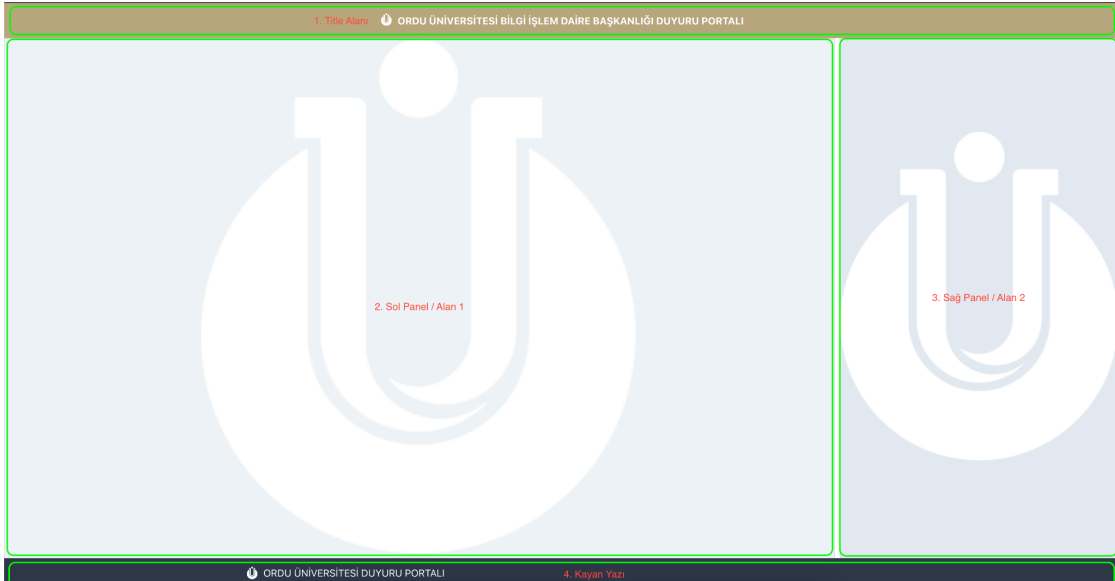 1. Title Alanı ORDU ÜNİVERSİTESİ BİLGİ İŞLEM DAİRE BAŞKANLIĞI DUYURU PORTALI
2. Sol Panel / Alan 1
3. Sağ Panel / Alan 2
ORDU ÜNİVERSİTESİ DUYURU PORTALI 4. Kayan Yazı